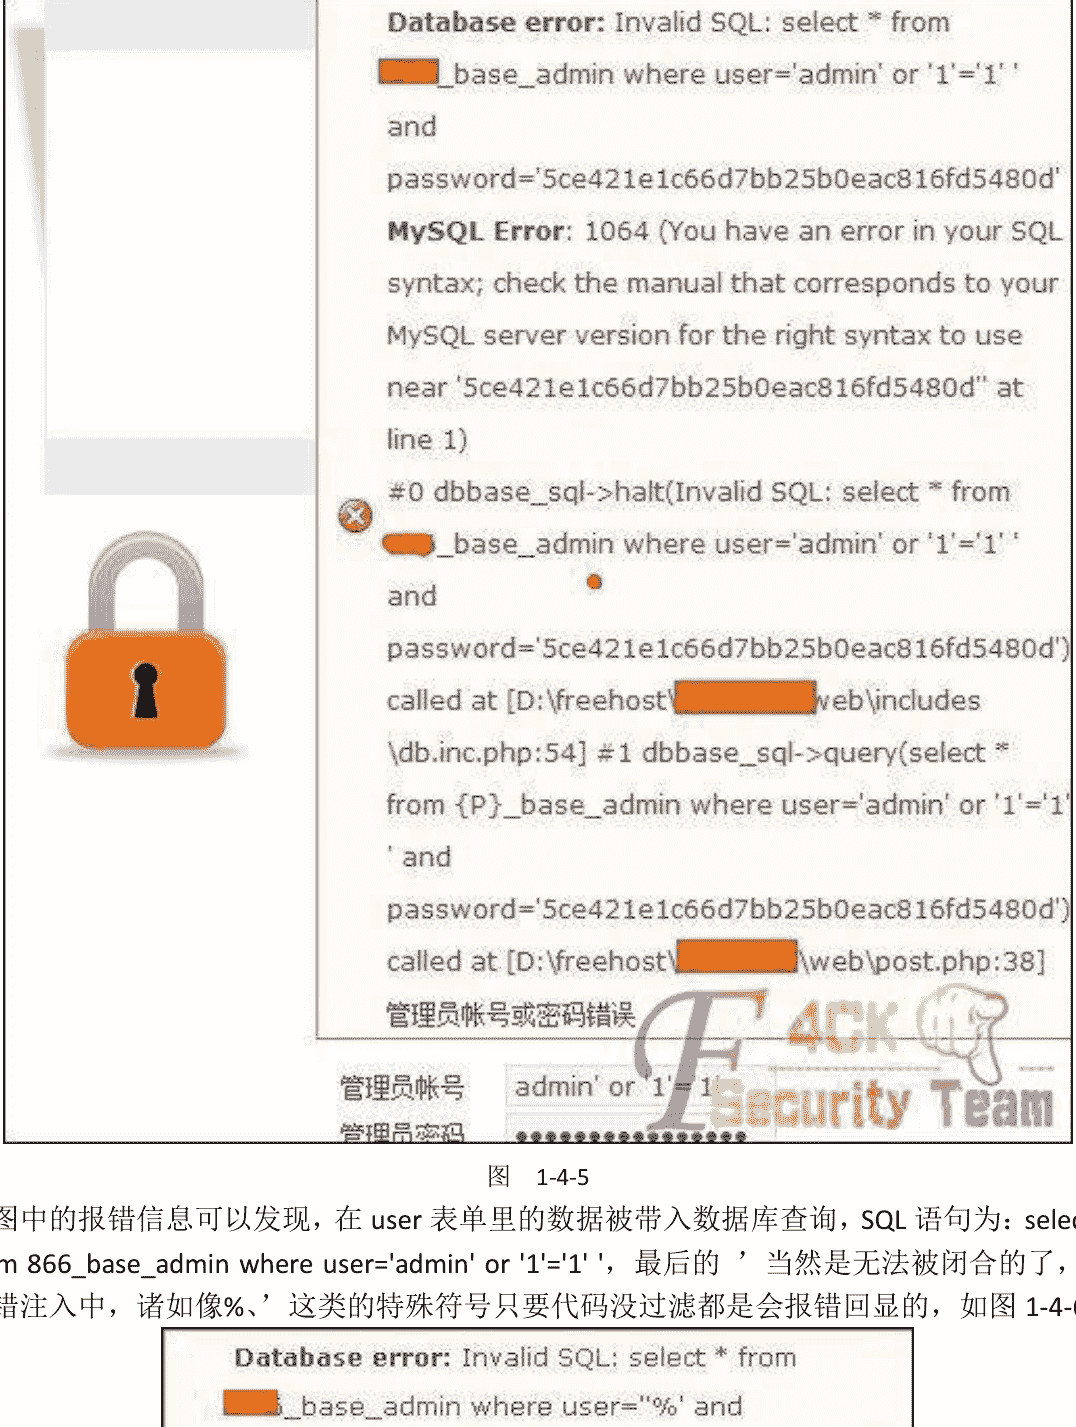 Database error: Invalid SQL: select * from
_base_admin where user='admin' or '1'='1' '
and
password='5ce421e1c66d7bb25b0eac816fd5480d'
MySQL Error: 1064 (You have an error in your SQL
syntax; check the manual that corresponds to your
MySQL server version for the right syntax to use
near '5ce421e1c66d7bb25b0eac816fd5480d'' at
line 1)
#0 dbbase_sql->halt(Invalid SQL: select * from
_base_admin where user='admin' or '1'='1' '
and
password='5ce421e1c66d7bb25b0eac816fd5480d')
called at [D:\freehost\ web\includes
\db.inc.php:54] #1 dbbase_sql->query(select *
from {P}_base_admin where user='admin' or '1'='1'
' and
password='5ce421e1c66d7bb25b0eac816fd5480d')
called at [D:\freehost\ \web\post.php:38]
管理员帐号或密码错误
F4CK
管理员帐号 admin' or '1'='1'
Security Team
管理员密码 ••••••••••••••••
图 1-4-5
图中的报错信息可以发现，在 user 表单里的数据被带入数据库查询，SQL 语句为：selec
m 866_base_admin where user='admin' or '1'='1' '，最后的 ’ 当然是无法被闭合的了，
错注入中，诸如像%、’ 这类的特殊符号只要代码没过滤都是会报错回显的，如图 1-4-6
Database error: Invalid SQL: select * from
_base_admin where user=''%' and